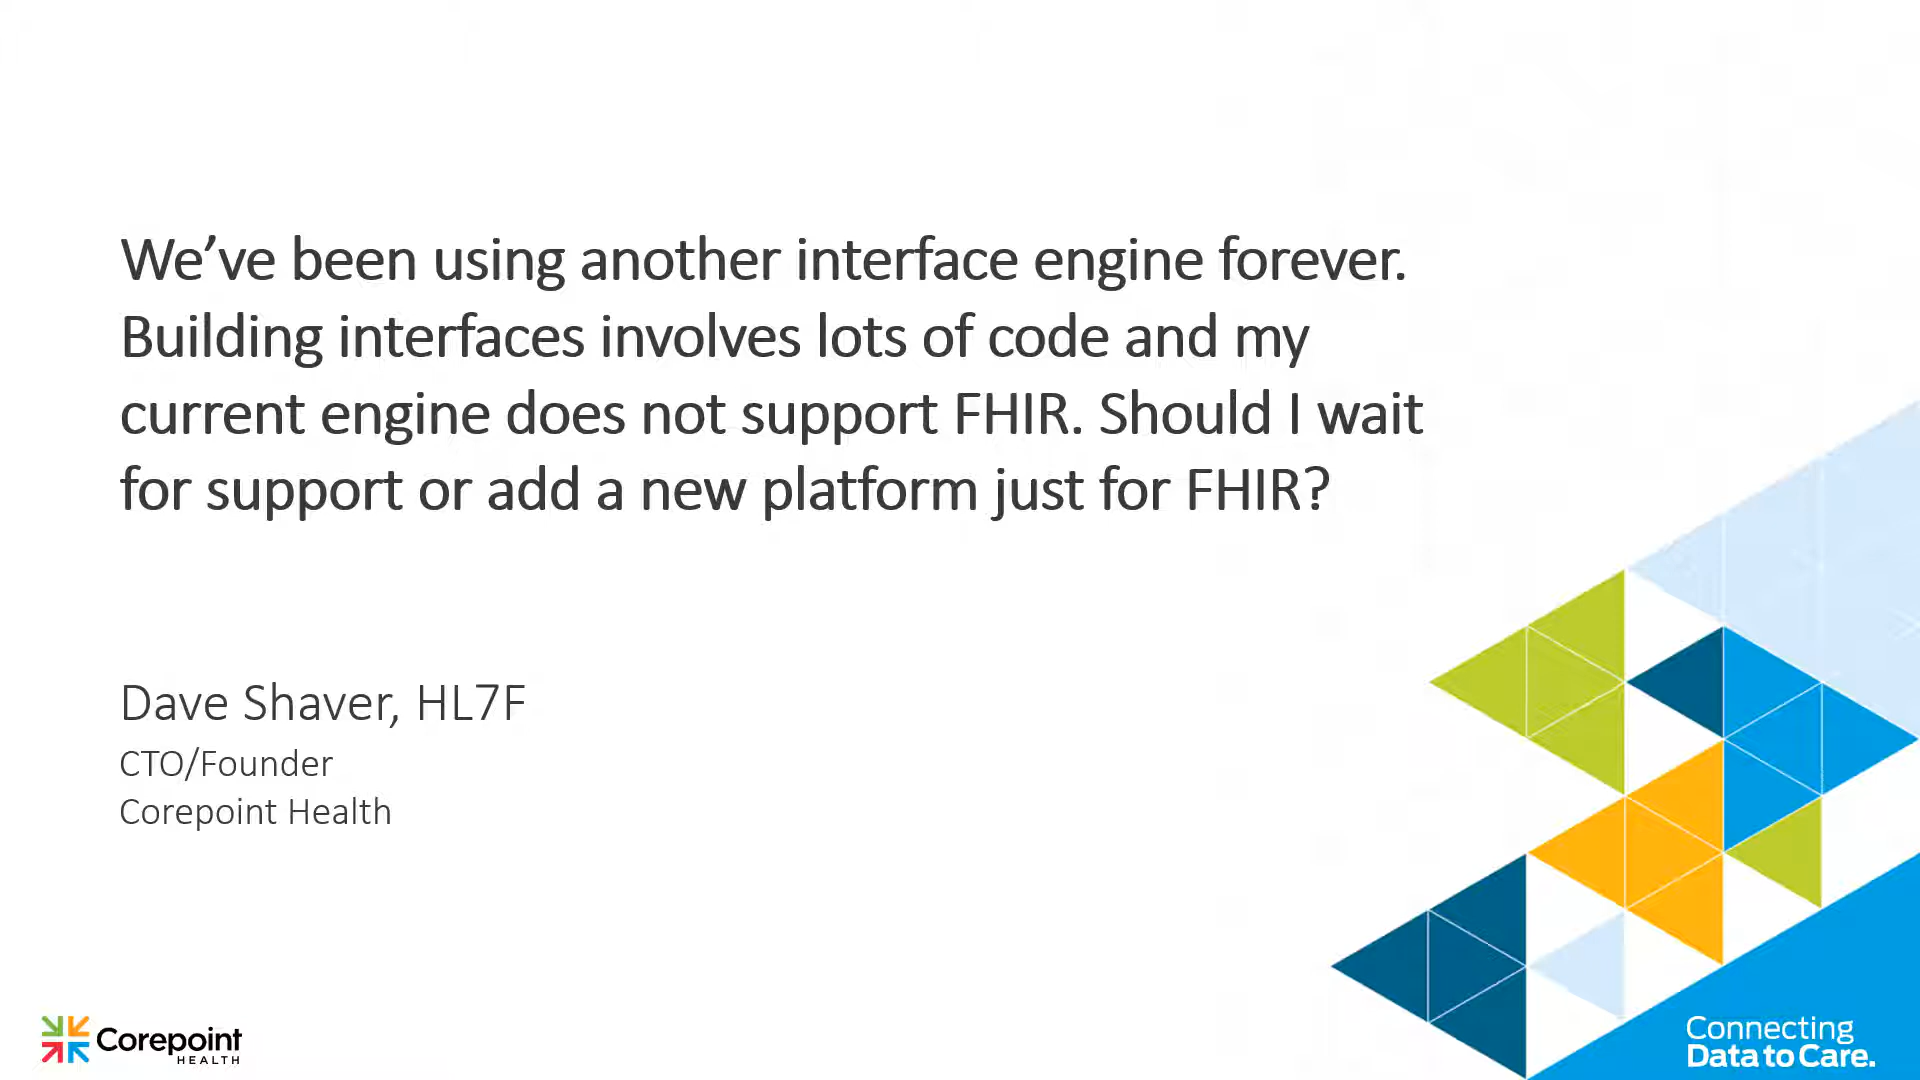 We’ve been using another interface engine forever.
Building interfaces involves lots of code and my
current engine does not support FHIR. Should I wait
for support or add a new platform just for FHIR?
Dave Shaver, HL7F
CTO/Founder
Corepoint Health
Corepoint
HEALTH
Connecting
Data to Care.